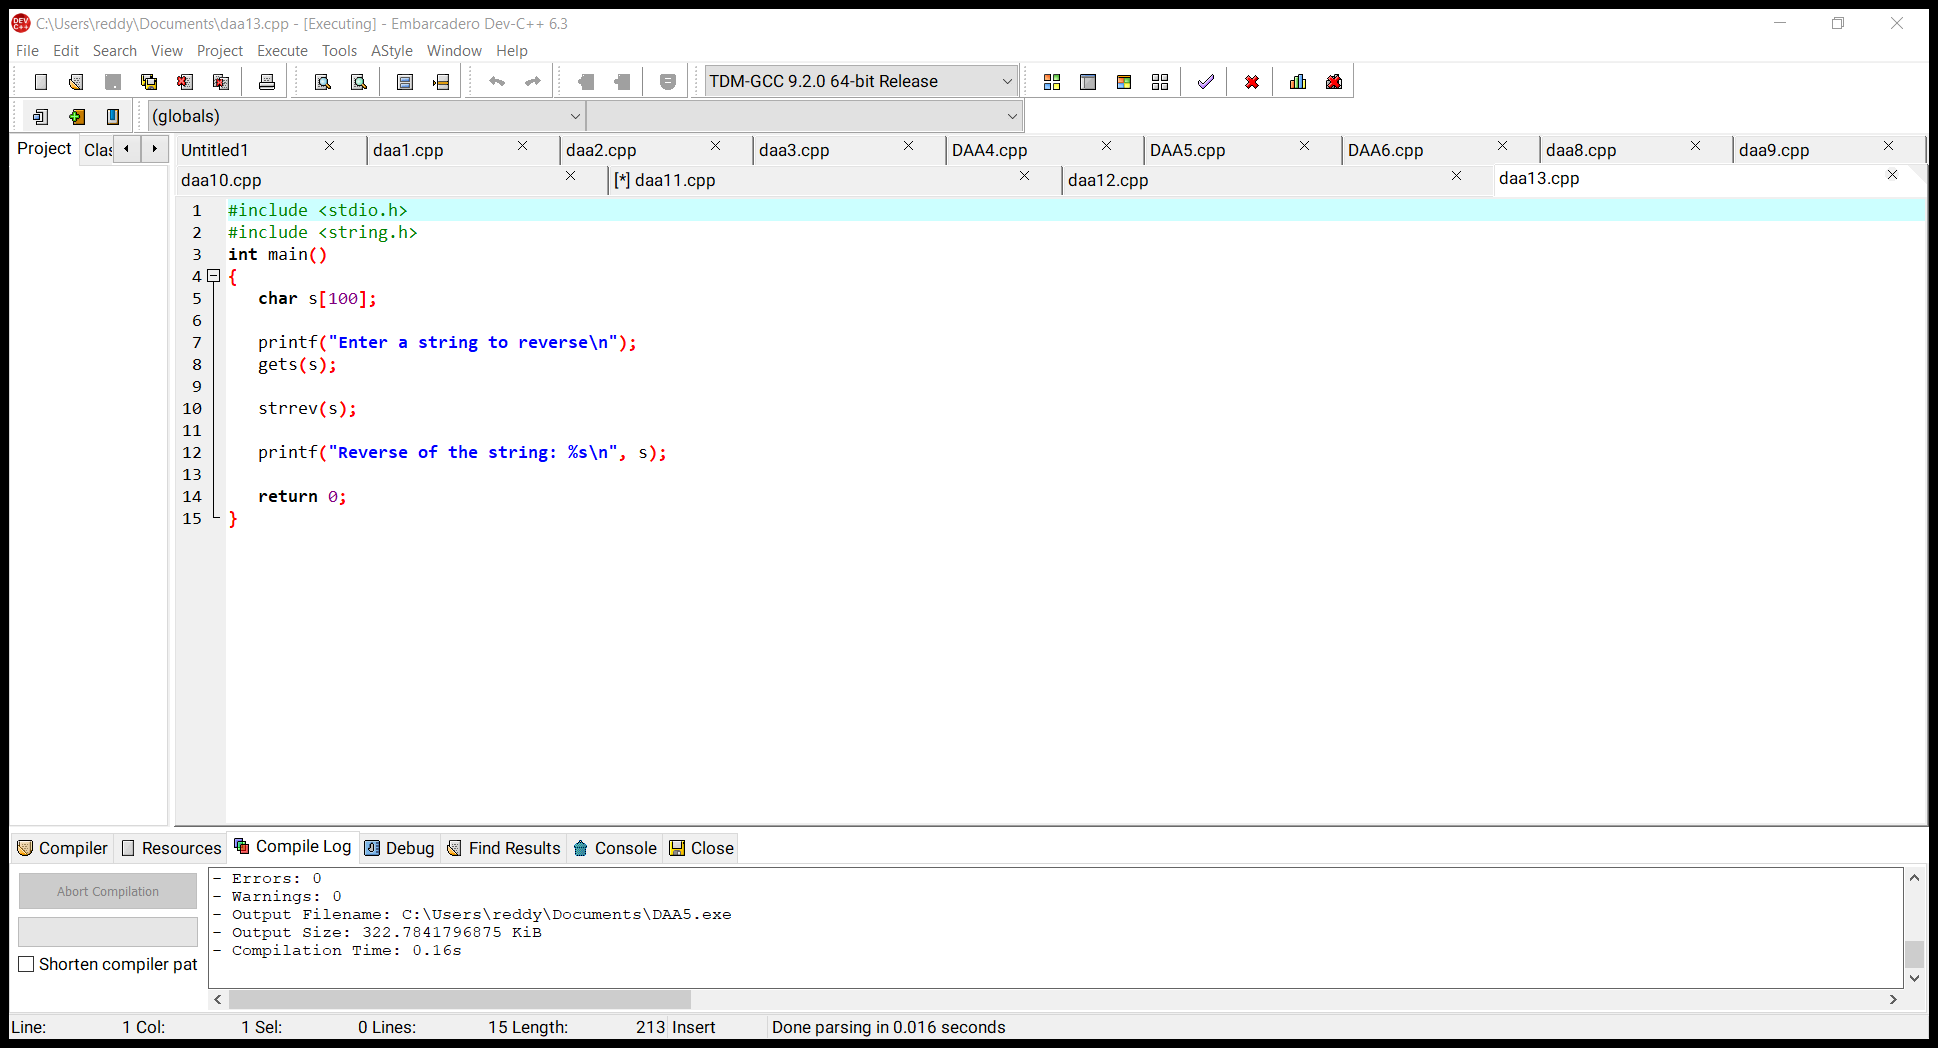 C:\Users\reddy\Documents\daa13.cpp - [Executing] - Embarcadero Dev-C++ 6.3
File Edit Search View Project Execute Tools AStyle Window Help
TDM-GCC 9.2.0 64-bit Release
(globals)
Project Clas
Untitled1 daa1.cpp daa2.cpp daa3.cpp DAA4.cpp DAA5.cpp DAA6.cpp daa8.cpp daa9.cpp
daa10.cpp [*] daa11.cpp daa12.cpp daa13.cpp
1 #include <stdio.h>
2 #include <string.h>
3 int main()
4 {
5 char s[100];
6
7 printf("Enter a string to reverse\n");
8 gets(s);
9
10 strrev(s);
11
12 printf("Reverse of the string: %s\n", s);
13
14 return 0;
15 }
Compiler Resources Compile Log Debug Find Results Console Close
Abort Compilation
Shorten compiler pat
- Errors: 0
- Warnings: 0
- Output Filename: C:\Users\reddy\Documents\DAA5.exe
- Output Size: 322.7841796875 KiB
- Compilation Time: 0.16s
Line: 1 Col: 1 Sel: 0 Lines: 15 Length: 213 Insert Done parsing in 0.016 seconds